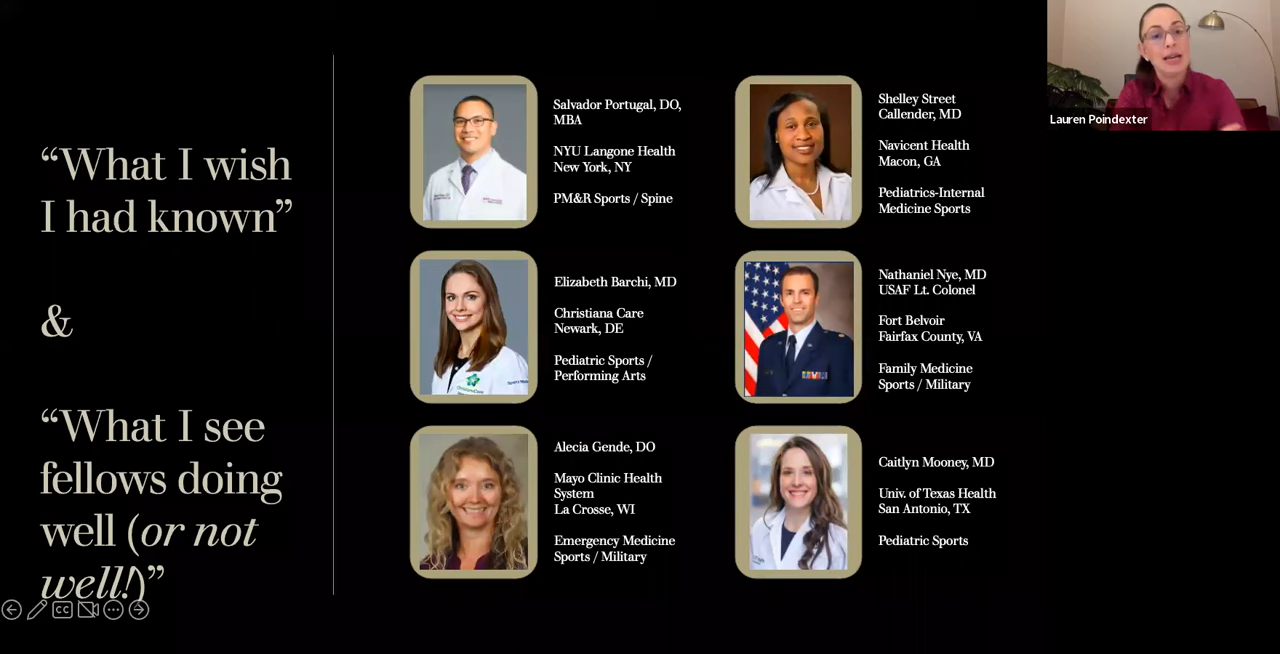 “What I wish
I had known”
&
“What I see
fellows doing
well (or not
well!)”
Salvador Portugal, DO,
MBA
NYU Langone Health
New York, NY
PM&R Sports / Spine
Shelley Street
Callender, MD
Navicent Health
Macon, GA
Pediatrics-Internal
Medicine Sports
Elizabeth Barchi, MD
Christiana Care
Newark, DE
Pediatric Sports /
Performing Arts
Nathaniel Nye, MD
USAF Lt. Colonel
Fort Belvoir
Fairfax County, VA
Family Medicine
Sports / Military
Alecia Gende, DO
Mayo Clinic Health
System
La Crosse, WI
Emergency Medicine
Sports / Military
Caitlyn Mooney, MD
Univ. of Texas Health
San Antonio, TX
Pediatric Sports
Lauren Poindexter
CC